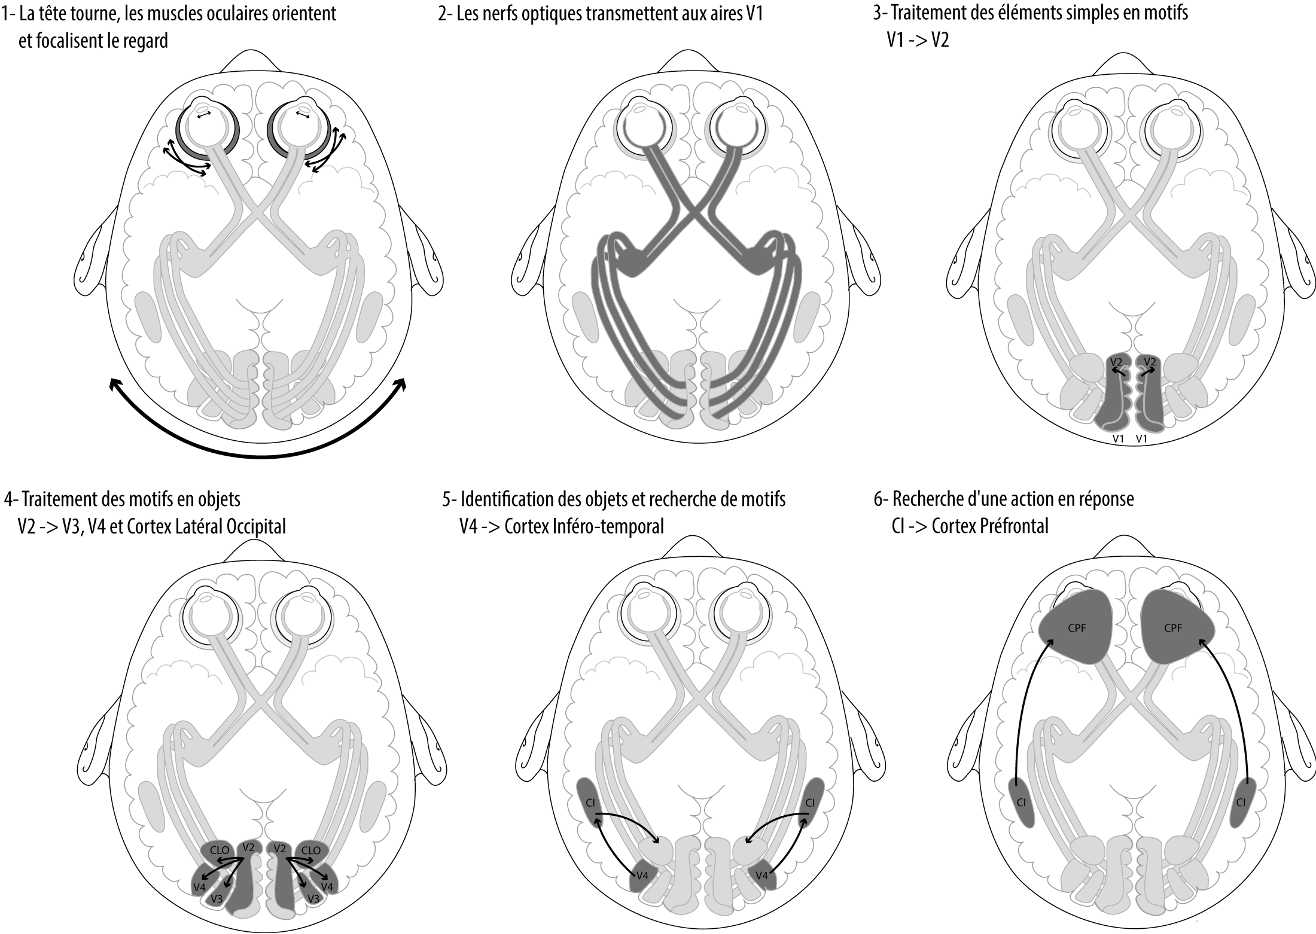 1- La tête tourne, les muscles oculaires orientent
et focalisent le regard
2- Les nerfs optiques transmettent aux aires V1
3- Traitement des éléments simples en motifs
V1 -> V2
V2
V2
V1
V1
4- Traitement des motifs en objets
V2 -> V3, V4 et Cortex Latéral Occipital
CLO
V2
V2
CLO
V4
V4
V3
V3
5- Identification des objets et recherche de motifs
V4 -> Cortex Inféro-temporal
CI
CI
V4
V4
6- Recherche d'une action en réponse
CI -> Cortex Préfrontal
CPF
CPF
CI
CI